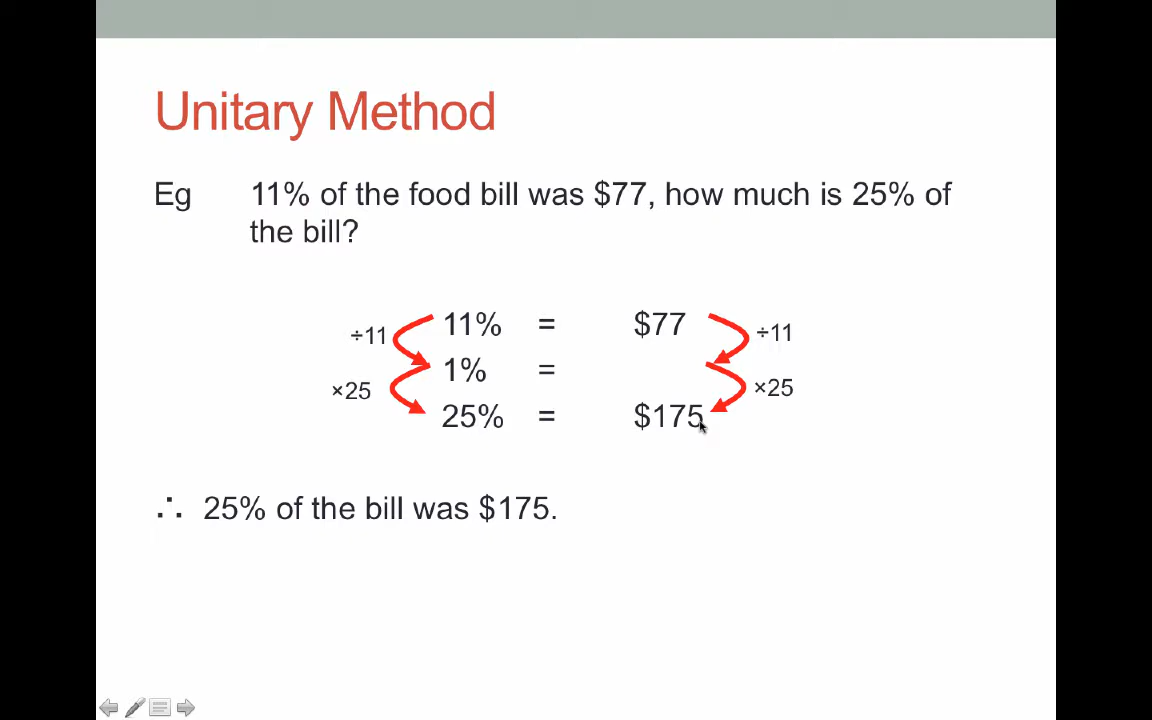 Unitary Method
Eg 11% of the food bill was $77, how much is 25% of
the bill?
÷11 11% = $77 ÷11
1% =
×25 ×25
25% = $175
∴ 25% of the bill was $175.